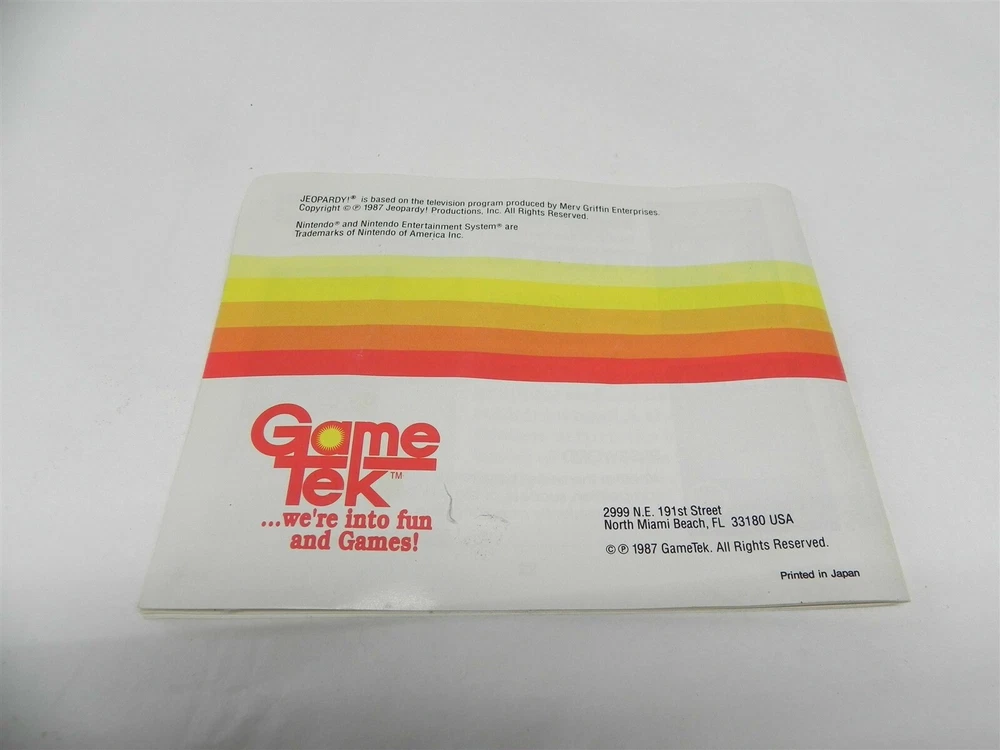 JEOPARDY!® is based on the television program produced by Merv Griffin Enterprises.
Copyright © ℗ 1987 Jeopardy! Productions, Inc. All Rights Reserved.
Nintendo® and Nintendo Entertainment System® are
Trademarks of Nintendo of America Inc.
Game
Tek™
...we're into fun
and Games!
2999 N.E. 191st Street
North Miami Beach, FL 33180 USA
© ℗ 1987 GameTek. All Rights Reserved.
Printed in Japan